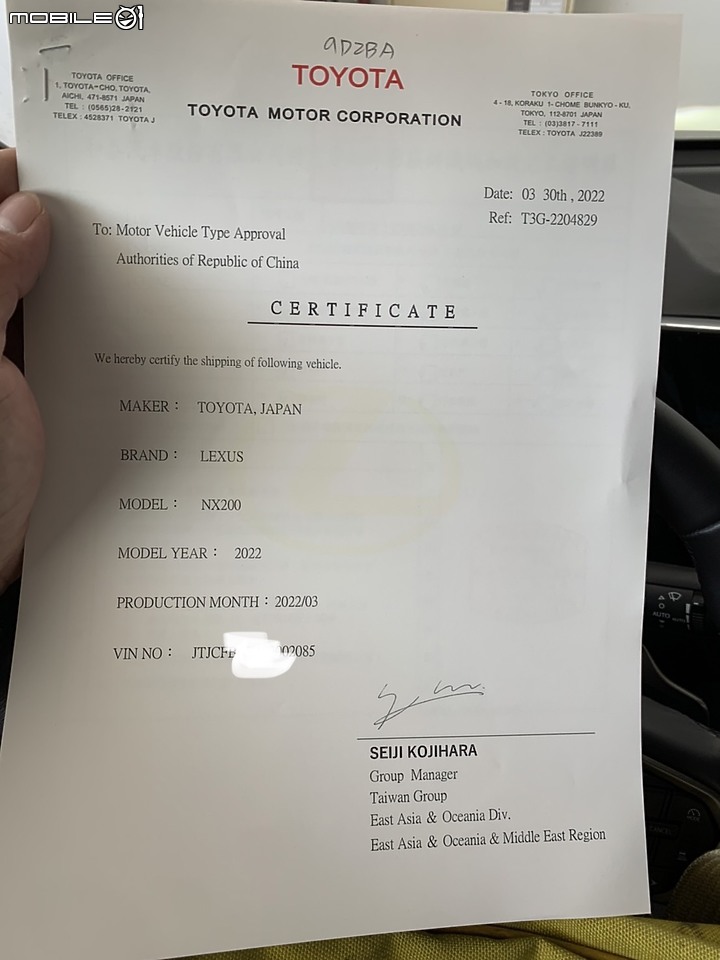 MOBILE01
9D2BA
TOYOTA
TOYOTA MOTOR CORPORATION
TOYOTA OFFICE
1, TOYOTA-CHO, TOYOTA,
AICHI, 471-8571 JAPAN
TEL : (0565)28-2121
TELEX : 4528371 TOYOTA J
TOKYO OFFICE
4 - 18, KORAKU 1- CHOME BUNKYO - KU,
TOKYO, 112-8701 JAPAN
TEL : (03)3817 - 7111
TELEX : TOYOTA J22389
Date: 03 30th , 2022
Ref: T3G-2204829
To: Motor Vehicle Type Approval
Authorities of Republic of China
CERTIFICATE
We hereby certify the shipping of following vehicle.
MAKER : TOYOTA, JAPAN
BRAND : LEXUS
MODEL : NX200
MODEL YEAR : 2022
PRODUCTION MONTH : 2022/03
VIN NO : JTJCF 002085
SEIJI KOJIHARA
Group Manager
Taiwan Group
East Asia & Oceania Div.
East Asia & Oceania & Middle East Region
AUTO